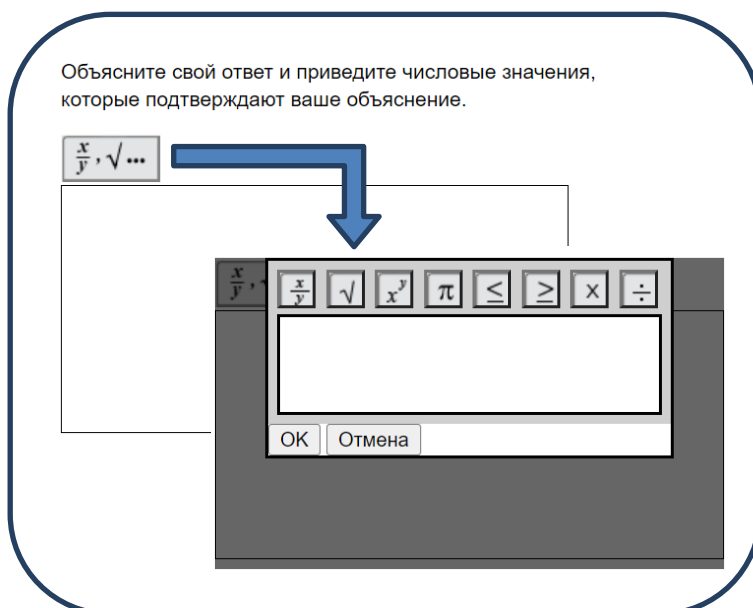 Объясните свой ответ и приведите числовые значения,
которые подтверждают ваше объяснение.
x/y, √ ...
x/y √ x^y π ≤ ≥ × ÷
OK Отмена